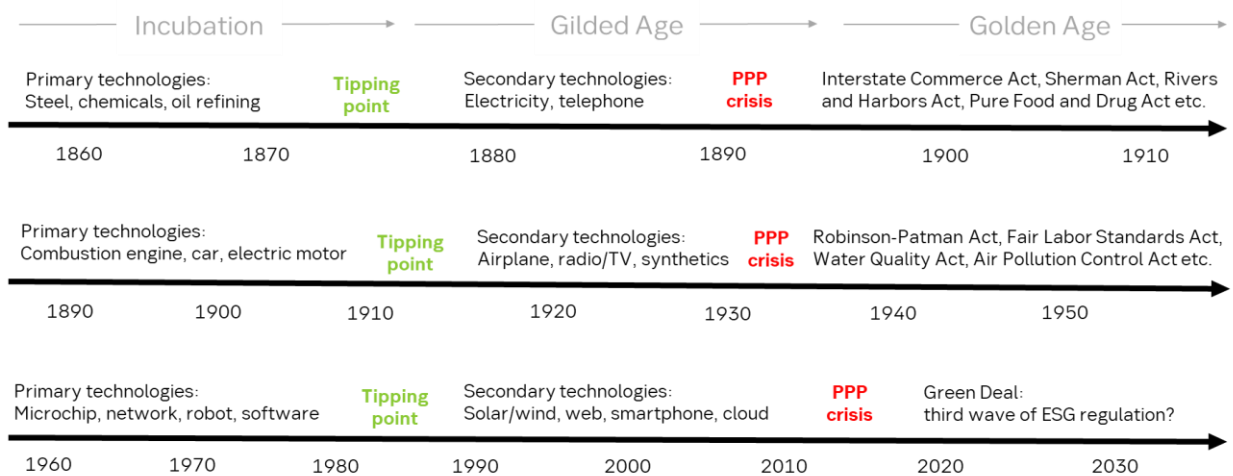 Incubation
Gilded Age
Golden Age
Primary technologies:
Steel, chemicals, oil refining
Tipping
point
Secondary technologies:
Electricity, telephone
PPP
crisis
Interstate Commerce Act, Sherman Act, Rivers
and Harbors Act, Pure Food and Drug Act etc.
1860 1870 1880 1890 1900 1910
Primary technologies:
Combustion engine, car, electric motor
Tipping
point
Secondary technologies:
Airplane, radio/TV, synthetics
PPP
crisis
Robinson-Patman Act, Fair Labor Standards Act,
Water Quality Act, Air Pollution Control Act etc.
1890 1900 1910 1920 1930 1940 1950
Primary technologies:
Microchip, network, robot, software
Tipping
point
Secondary technologies:
Solar/wind, web, smartphone, cloud
PPP
crisis
Green Deal:
third wave of ESG regulation?
1960 1970 1980 1990 2000 2010 2020 2030